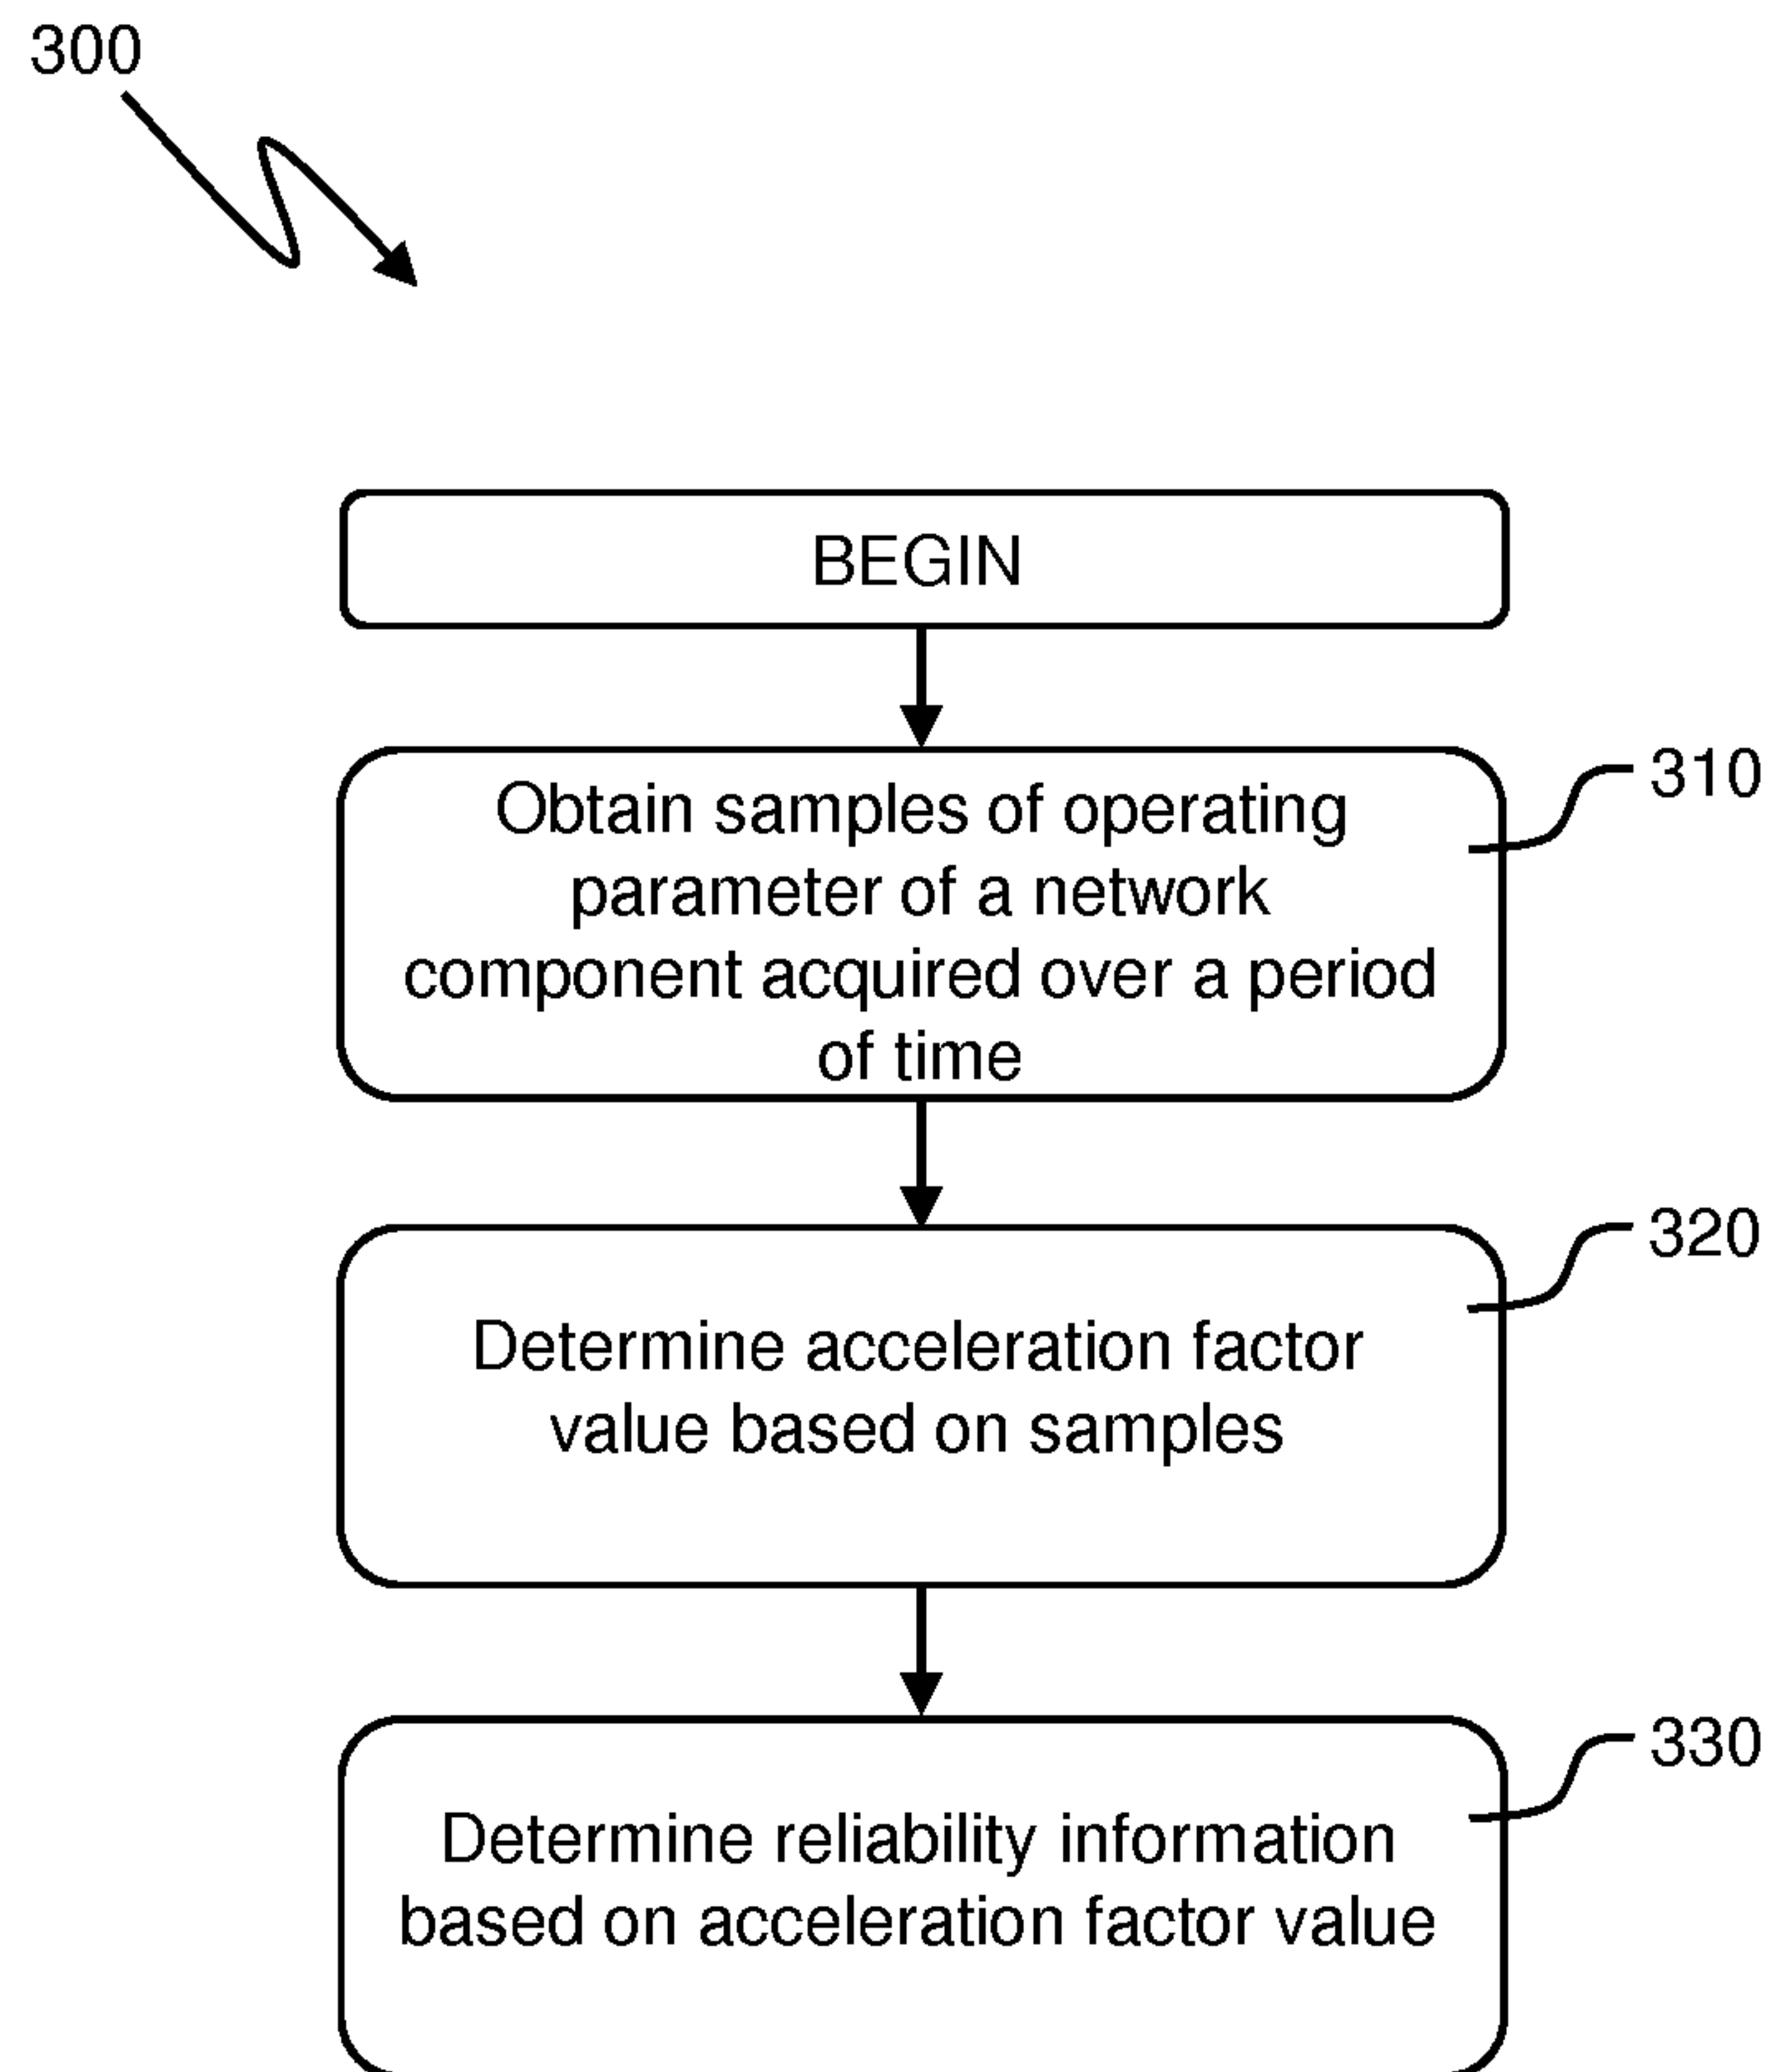 300
BEGIN
310
Obtain samples of operating
parameter of a network
component acquired over a period
of time
320
Determine acceleration factor
value based on samples
330
Determine reliability information
based on acceleration factor value